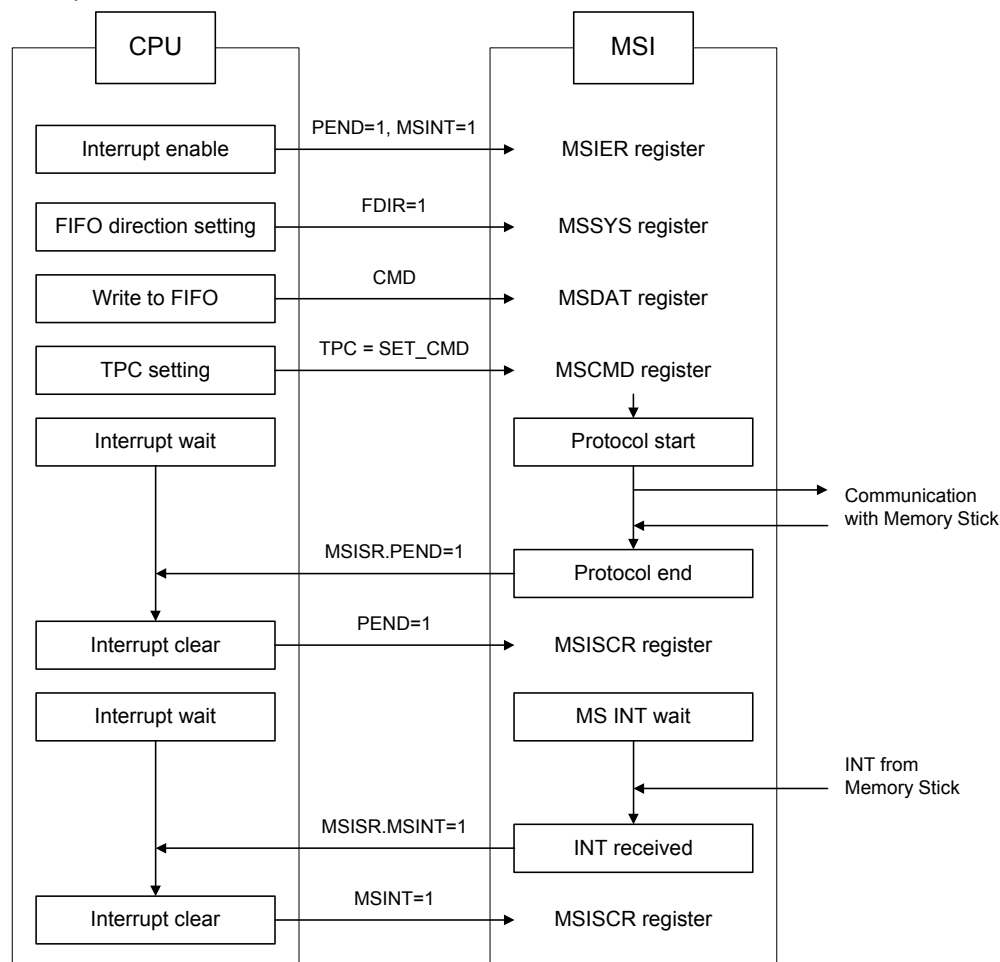 CPU
MSI
PEND=1, MSINT=1
Interrupt enable
MSIER register
FDIR=1
FIFO direction setting
MSSYS register
CMD
Write to FIFO
MSDAT register
TPC = SET_CMD
TPC setting
MSCMD register
Interrupt wait
Protocol start
Communication
with Memory Stick
MSISR.PEND=1
Protocol end
PEND=1
Interrupt clear
MSISCR register
Interrupt wait
MS INT wait
INT from
Memory Stick
MSISR.MSINT=1
INT received
MSINT=1
Interrupt clear
MSISCR register